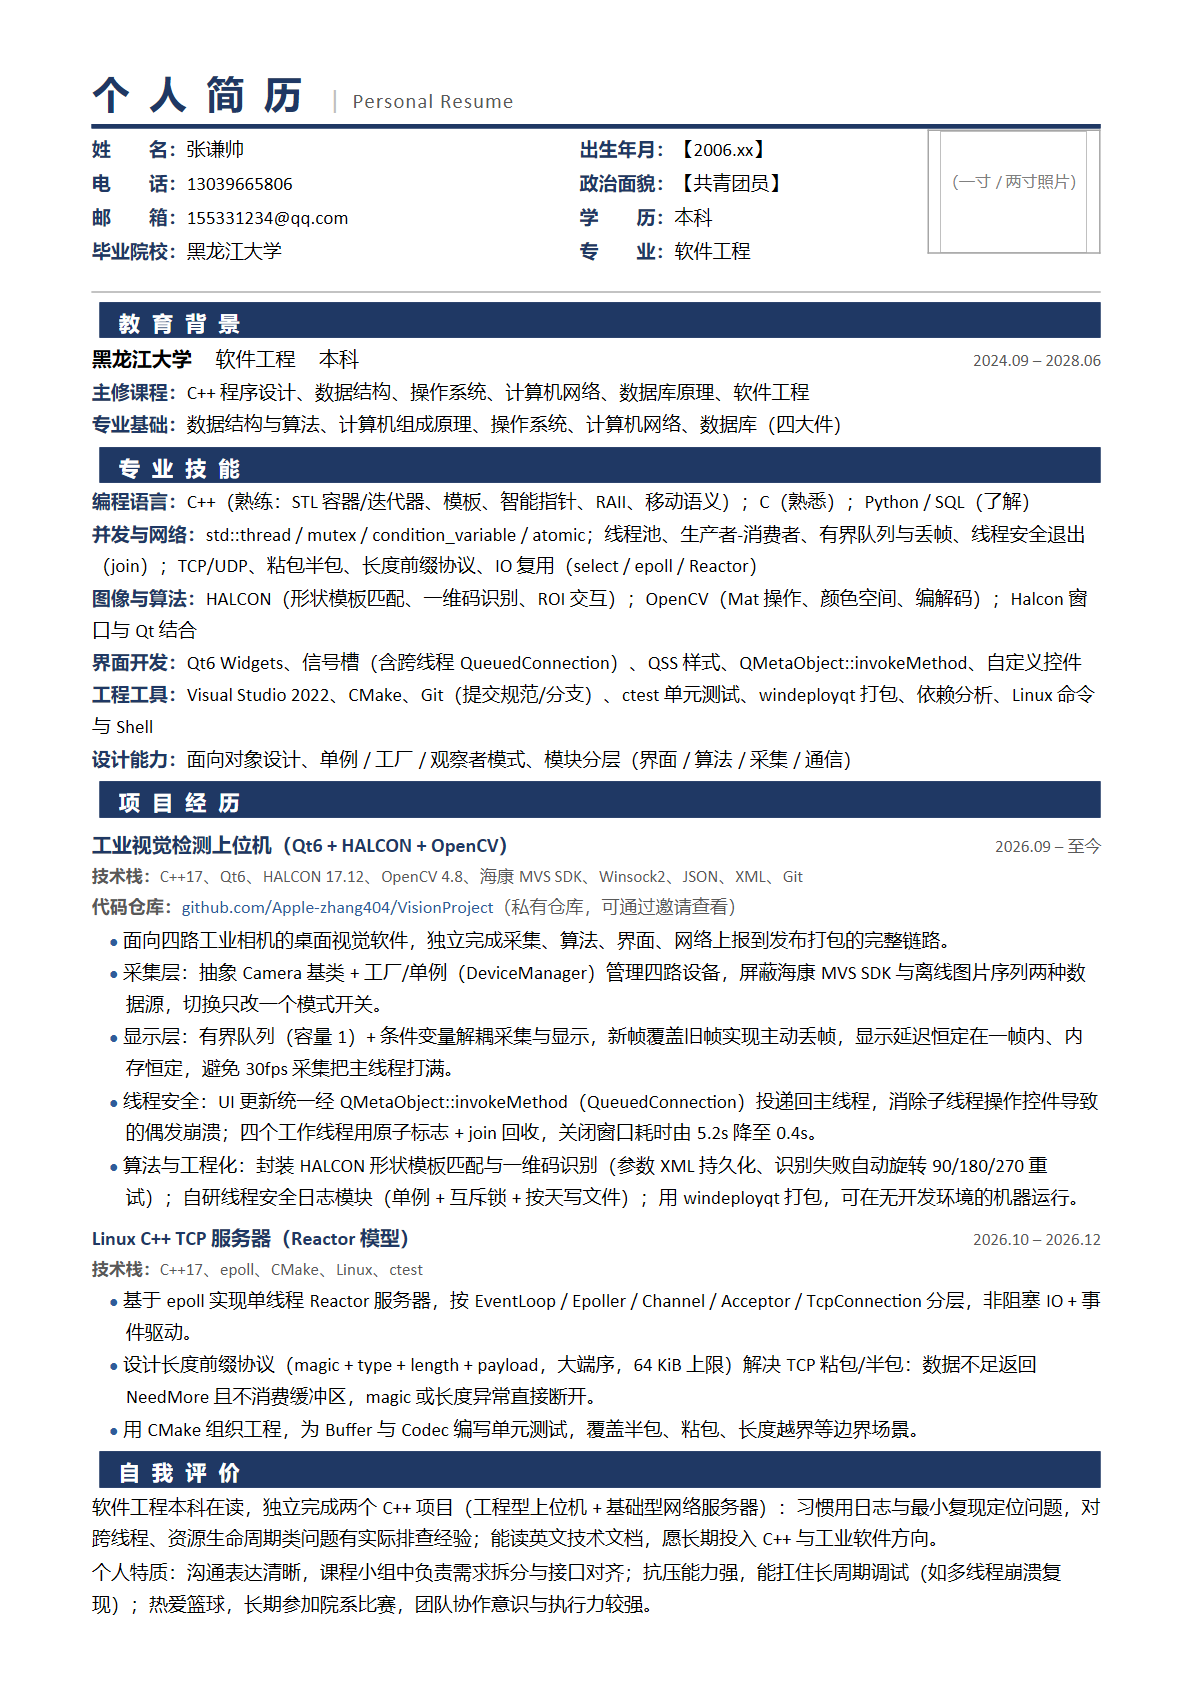 个人简历 | Personal Resume
姓 名：张谦帅 出生年月：【2006.xx】
（一寸 / 两寸照片）
电 话：13039665806 政治面貌：【共青团员】
邮 箱：155331234@qq.com 学 历：本科
毕业院校：黑龙江大学 专 业：软件工程
教育背景
黑龙江大学 软件工程 本科 2024.09 – 2028.06
主修课程：C++ 程序设计、数据结构、操作系统、计算机网络、数据库原理、软件工程
专业基础：数据结构与算法、计算机组成原理、操作系统、计算机网络、数据库（四大件）
专业技能
编程语言：C++（熟练：STL 容器/迭代器、模板、智能指针、RAII、移动语义）；C（熟悉）；Python / SQL（了解）
并发与网络：std::thread / mutex / condition_variable / atomic；线程池、生产者-消费者、有界队列与丢帧、线程安全退出
（join）；TCP/UDP、粘包半包、长度前缀协议、IO 复用（select / epoll / Reactor）
图像与算法：HALCON（形状模板匹配、一维码识别、ROI 交互）；OpenCV（Mat 操作、颜色空间、编解码）；Halcon 窗
口与 Qt 结合
界面开发：Qt6 Widgets、信号槽（含跨线程 QueuedConnection）、QSS 样式、QMetaObject::invokeMethod、自定义控件
工程工具：Visual Studio 2022、CMake、Git（提交规范/分支）、ctest 单元测试、windeployqt 打包、依赖分析、Linux 命令
与 Shell
设计能力：面向对象设计、单例 / 工厂 / 观察者模式、模块分层（界面 / 算法 / 采集 / 通信）
项目经历
工业视觉检测上位机（Qt6 + HALCON + OpenCV） 2026.09 – 至今
技术栈：C++17、Qt6、HALCON 17.12、OpenCV 4.8、海康 MVS SDK、Winsock2、JSON、XML、Git
代码仓库：github.com/Apple-zhang404/VisionProject（私有仓库，可通过邀请查看）
● 面向四路工业相机的桌面视觉软件，独立完成采集、算法、界面、网络上报到发布打包的完整链路。
● 采集层：抽象 Camera 基类 + 工厂/单例（DeviceManager）管理四路设备，屏蔽海康 MVS SDK 与离线图片序列两种数
据源，切换只改一个模式开关。
● 显示层：有界队列（容量 1）+ 条件变量解耦采集与显示，新帧覆盖旧帧实现主动丢帧，显示延迟恒定在一帧内、内
存恒定，避免 30fps 采集把主线程打满。
● 线程安全：UI 更新统一经 QMetaObject::invokeMethod（QueuedConnection）投递回主线程，消除子线程操作控件导致
的偶发崩溃；四个工作线程用原子标志 + join 回收，关闭窗口耗时由 5.2s 降至 0.4s。
● 算法与工程化：封装 HALCON 形状模板匹配与一维码识别（参数 XML 持久化、识别失败自动旋转 90/180/270 重
试）；自研线程安全日志模块（单例 + 互斥锁 + 按天写文件）；用 windeployqt 打包，可在无开发环境的机器运行。
Linux C++ TCP 服务器（Reactor 模型） 2026.10 – 2026.12
技术栈：C++17、epoll、CMake、Linux、ctest
● 基于 epoll 实现单线程 Reactor 服务器，按 EventLoop / Epoller / Channel / Acceptor / TcpConnection 分层，非阻塞 IO + 事
件驱动。
● 设计长度前缀协议（magic + type + length + payload，大端序，64 KiB 上限）解决 TCP 粘包/半包：数据不足返回
NeedMore 且不消费缓冲区，magic 或长度异常直接断开。
● 用 CMake 组织工程，为 Buffer 与 Codec 编写单元测试，覆盖半包、粘包、长度越界等边界场景。
自我评价
软件工程本科在读，独立完成两个 C++ 项目（工程型上位机 + 基础型网络服务器）：习惯用日志与最小复现定位问题，对
跨线程、资源生命周期类问题有实际排查经验；能读英文技术文档，愿长期投入 C++ 与工业软件方向。
个人特质：沟通表达清晰，课程小组中负责需求拆分与接口对齐；抗压能力强，能扛住长周期调试（如多线程崩溃复
现）；热爱篮球，长期参加院系比赛，团队协作意识与执行力较强。